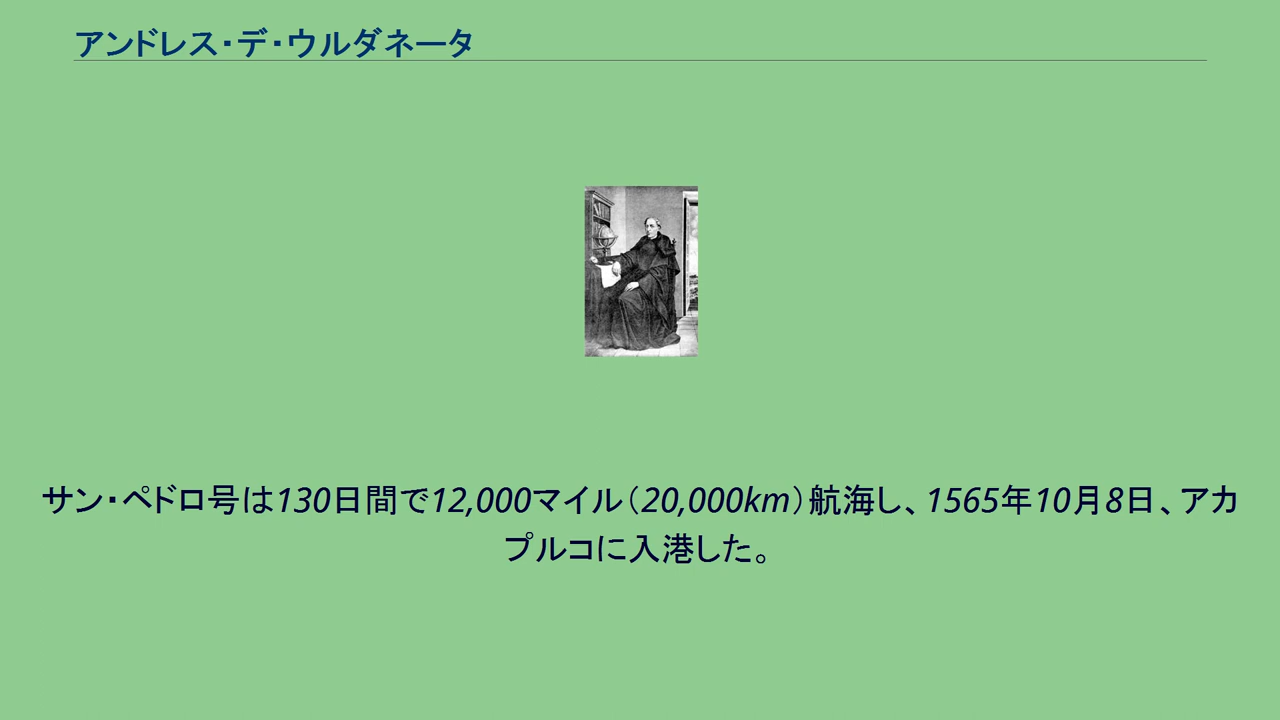 アンドレス・デ・ウルダネータ
サン・ペドロ号は130日間で12,000マイル（20,000km）航海し、1565年10月8日、アカ
プルコに入港した。